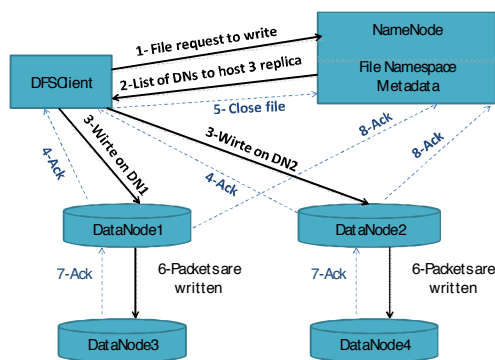 1- File request to write
NameNode
2-List of DNs to host 3 replica
DFSClient
File Namespace
Metadata
5- Close file
3-Wirte on DN1
3-Wirte on DN2
4-Ack
4-Ack
8-Ack
8-Ack
DataNode1
DataNode2
7-Ack
6-Packets are
written
7-Ack
6-Packets are
written
DataNode3
DataNode4